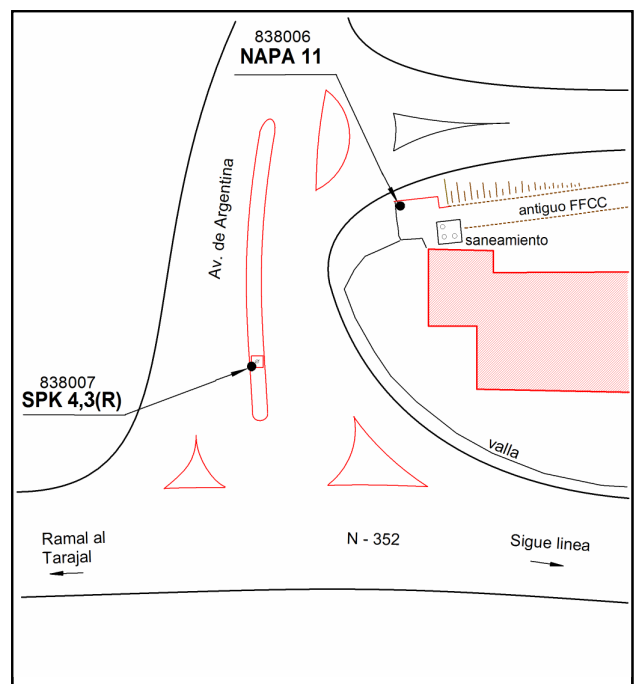 838006
NAPA 11
Av. de Argentina
antiguo FFCC
saneamiento
838007
SPK 4,3(R)
valla
Ramal al
Tarajal
N - 352
Sigue linea